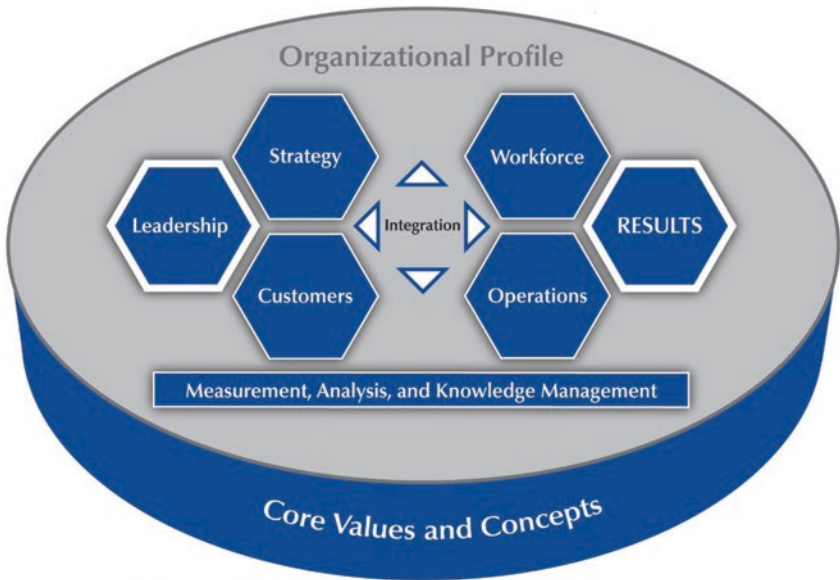 Organizational Profile
Strategy
Workforce
Leadership
Integration
RESULTS
Customers
Operations
Measurement, Analysis, and Knowledge Management
Core Values and Concepts